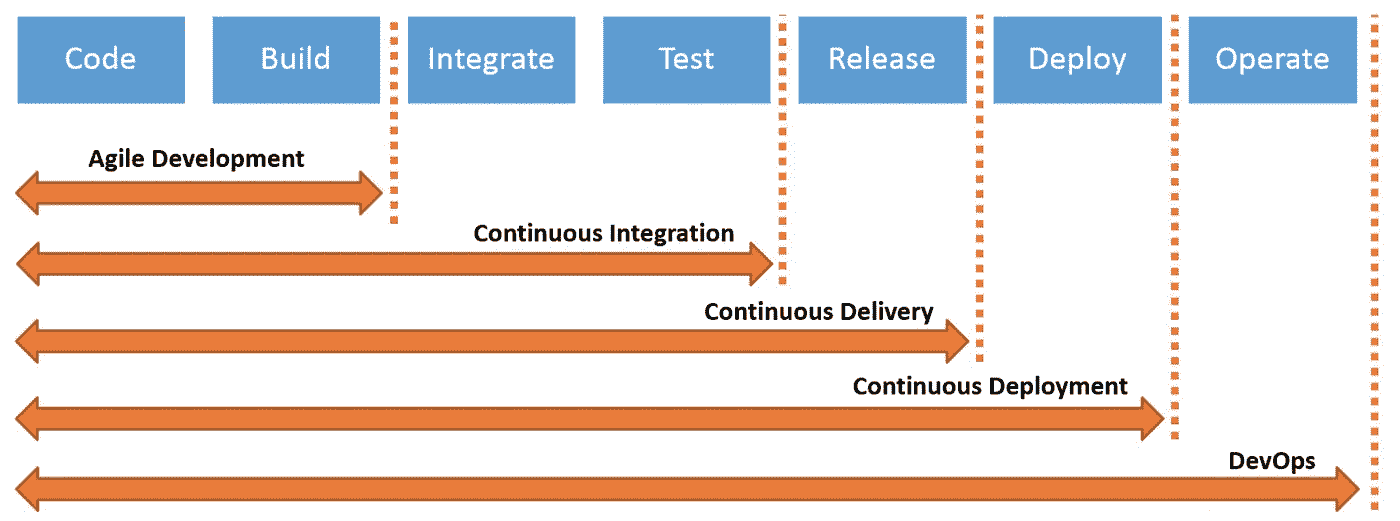 Code Build Integrate Test Release Deploy Operate
Agile Development
Continuous Integration
Continuous Delivery
Continuous Deployment
DevOps